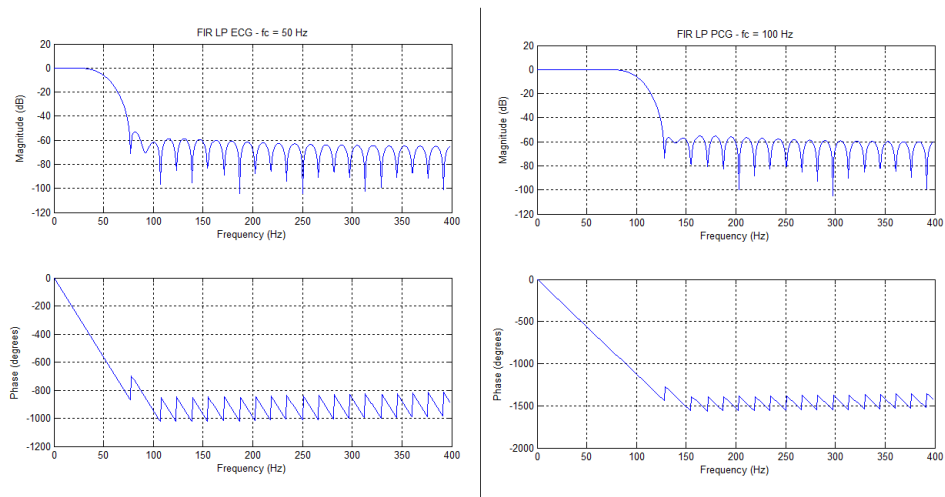 FIR LP ECG - fc = 50 Hz
20
0
-20
-40
-60
-80
-100
-120
Magnitude (dB)
0 50 100 150 200 250 300 350 400
Frequency (Hz)
0
-200
-400
-600
-800
-1000
-1200
Phase (degrees)
0 50 100 150 200 250 300 350 400
Frequency (Hz)
FIR LP PCG - fc = 100 Hz
20
0
-20
-40
-60
-80
-100
-120
Magnitude (dB)
0 50 100 150 200 250 300 350 400
Frequency (Hz)
0
-500
-1000
-1500
-2000
Phase (degrees)
0 50 100 150 200 250 300 350 400
Frequency (Hz)